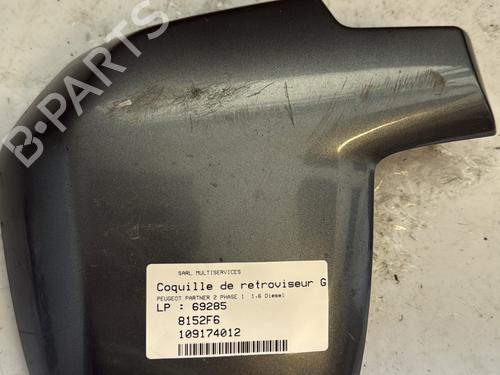 B-PARTS
SARL MULTISERVICES
Coquille de retroviseur G
PEUGEOT PARTNER 2 PHASE 1 1.6 Diesel
LP : 69285
8152F6
109174012